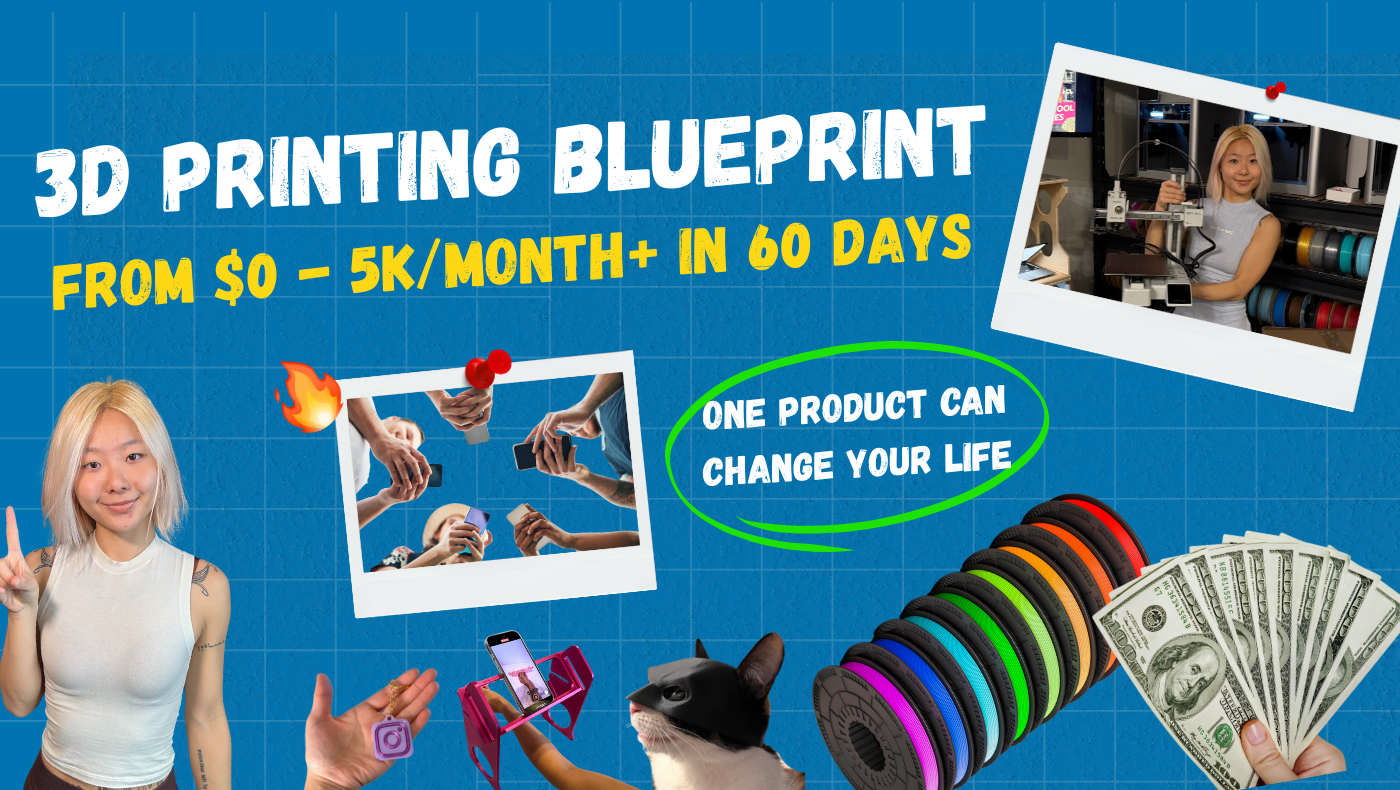 3D PRINTING BLUEPRINT
FROM $0 – 5K/MONTH+ IN 60 DAYS
ONE PRODUCT CAN
CHANGE YOUR LIFE